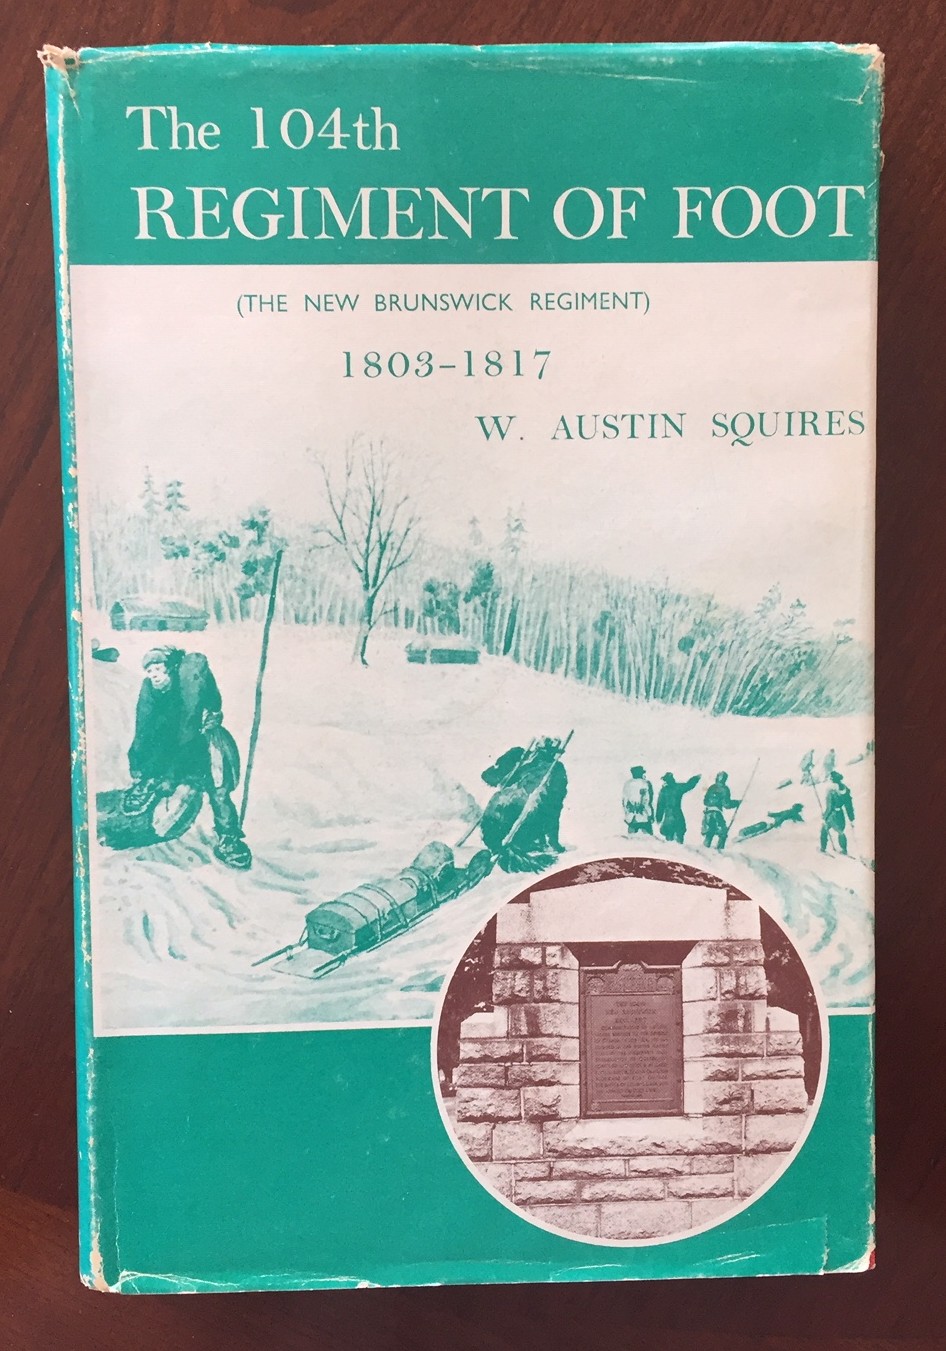 The 104th
REGIMENT OF FOOT
(THE NEW BRUNSWICK REGIMENT)
1803–1817
W. AUSTIN SQUIRES